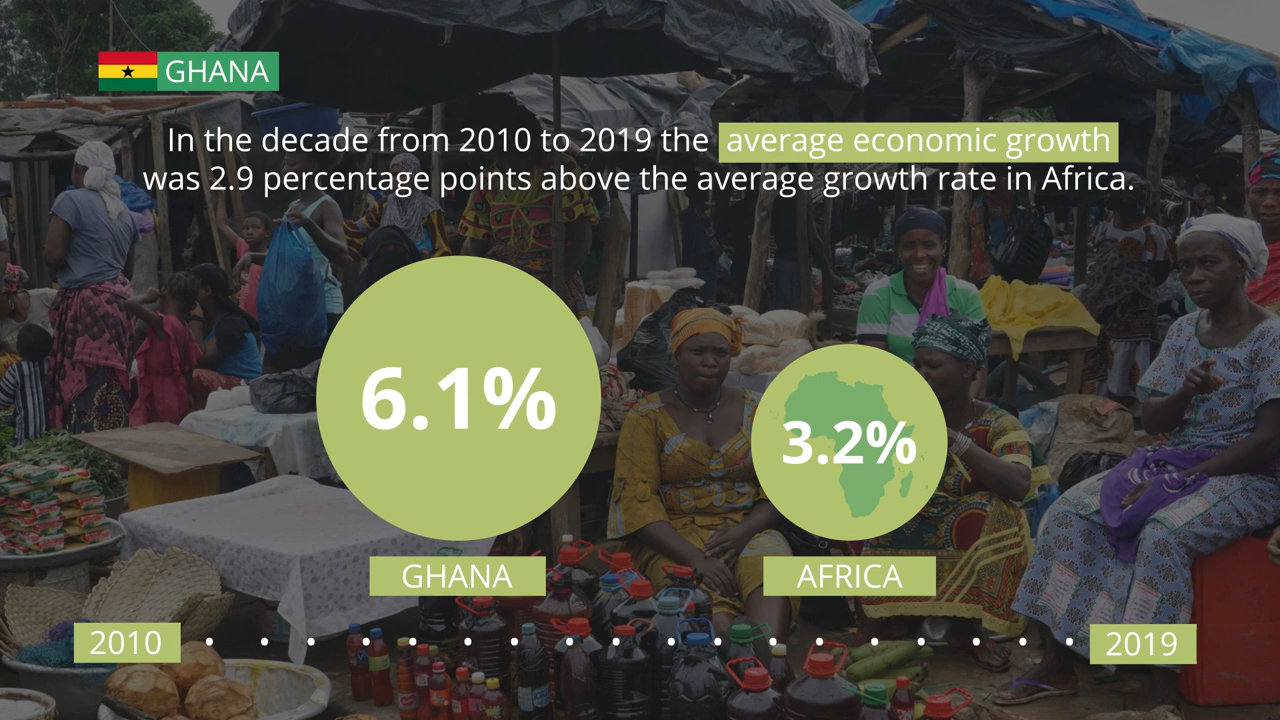 GHANA
In the decade from 2010 to 2019 the average economic growth
was 2.9 percentage points above the average growth rate in Africa.
6.1%
3.2%
GHANA
AFRICA
2010
2019